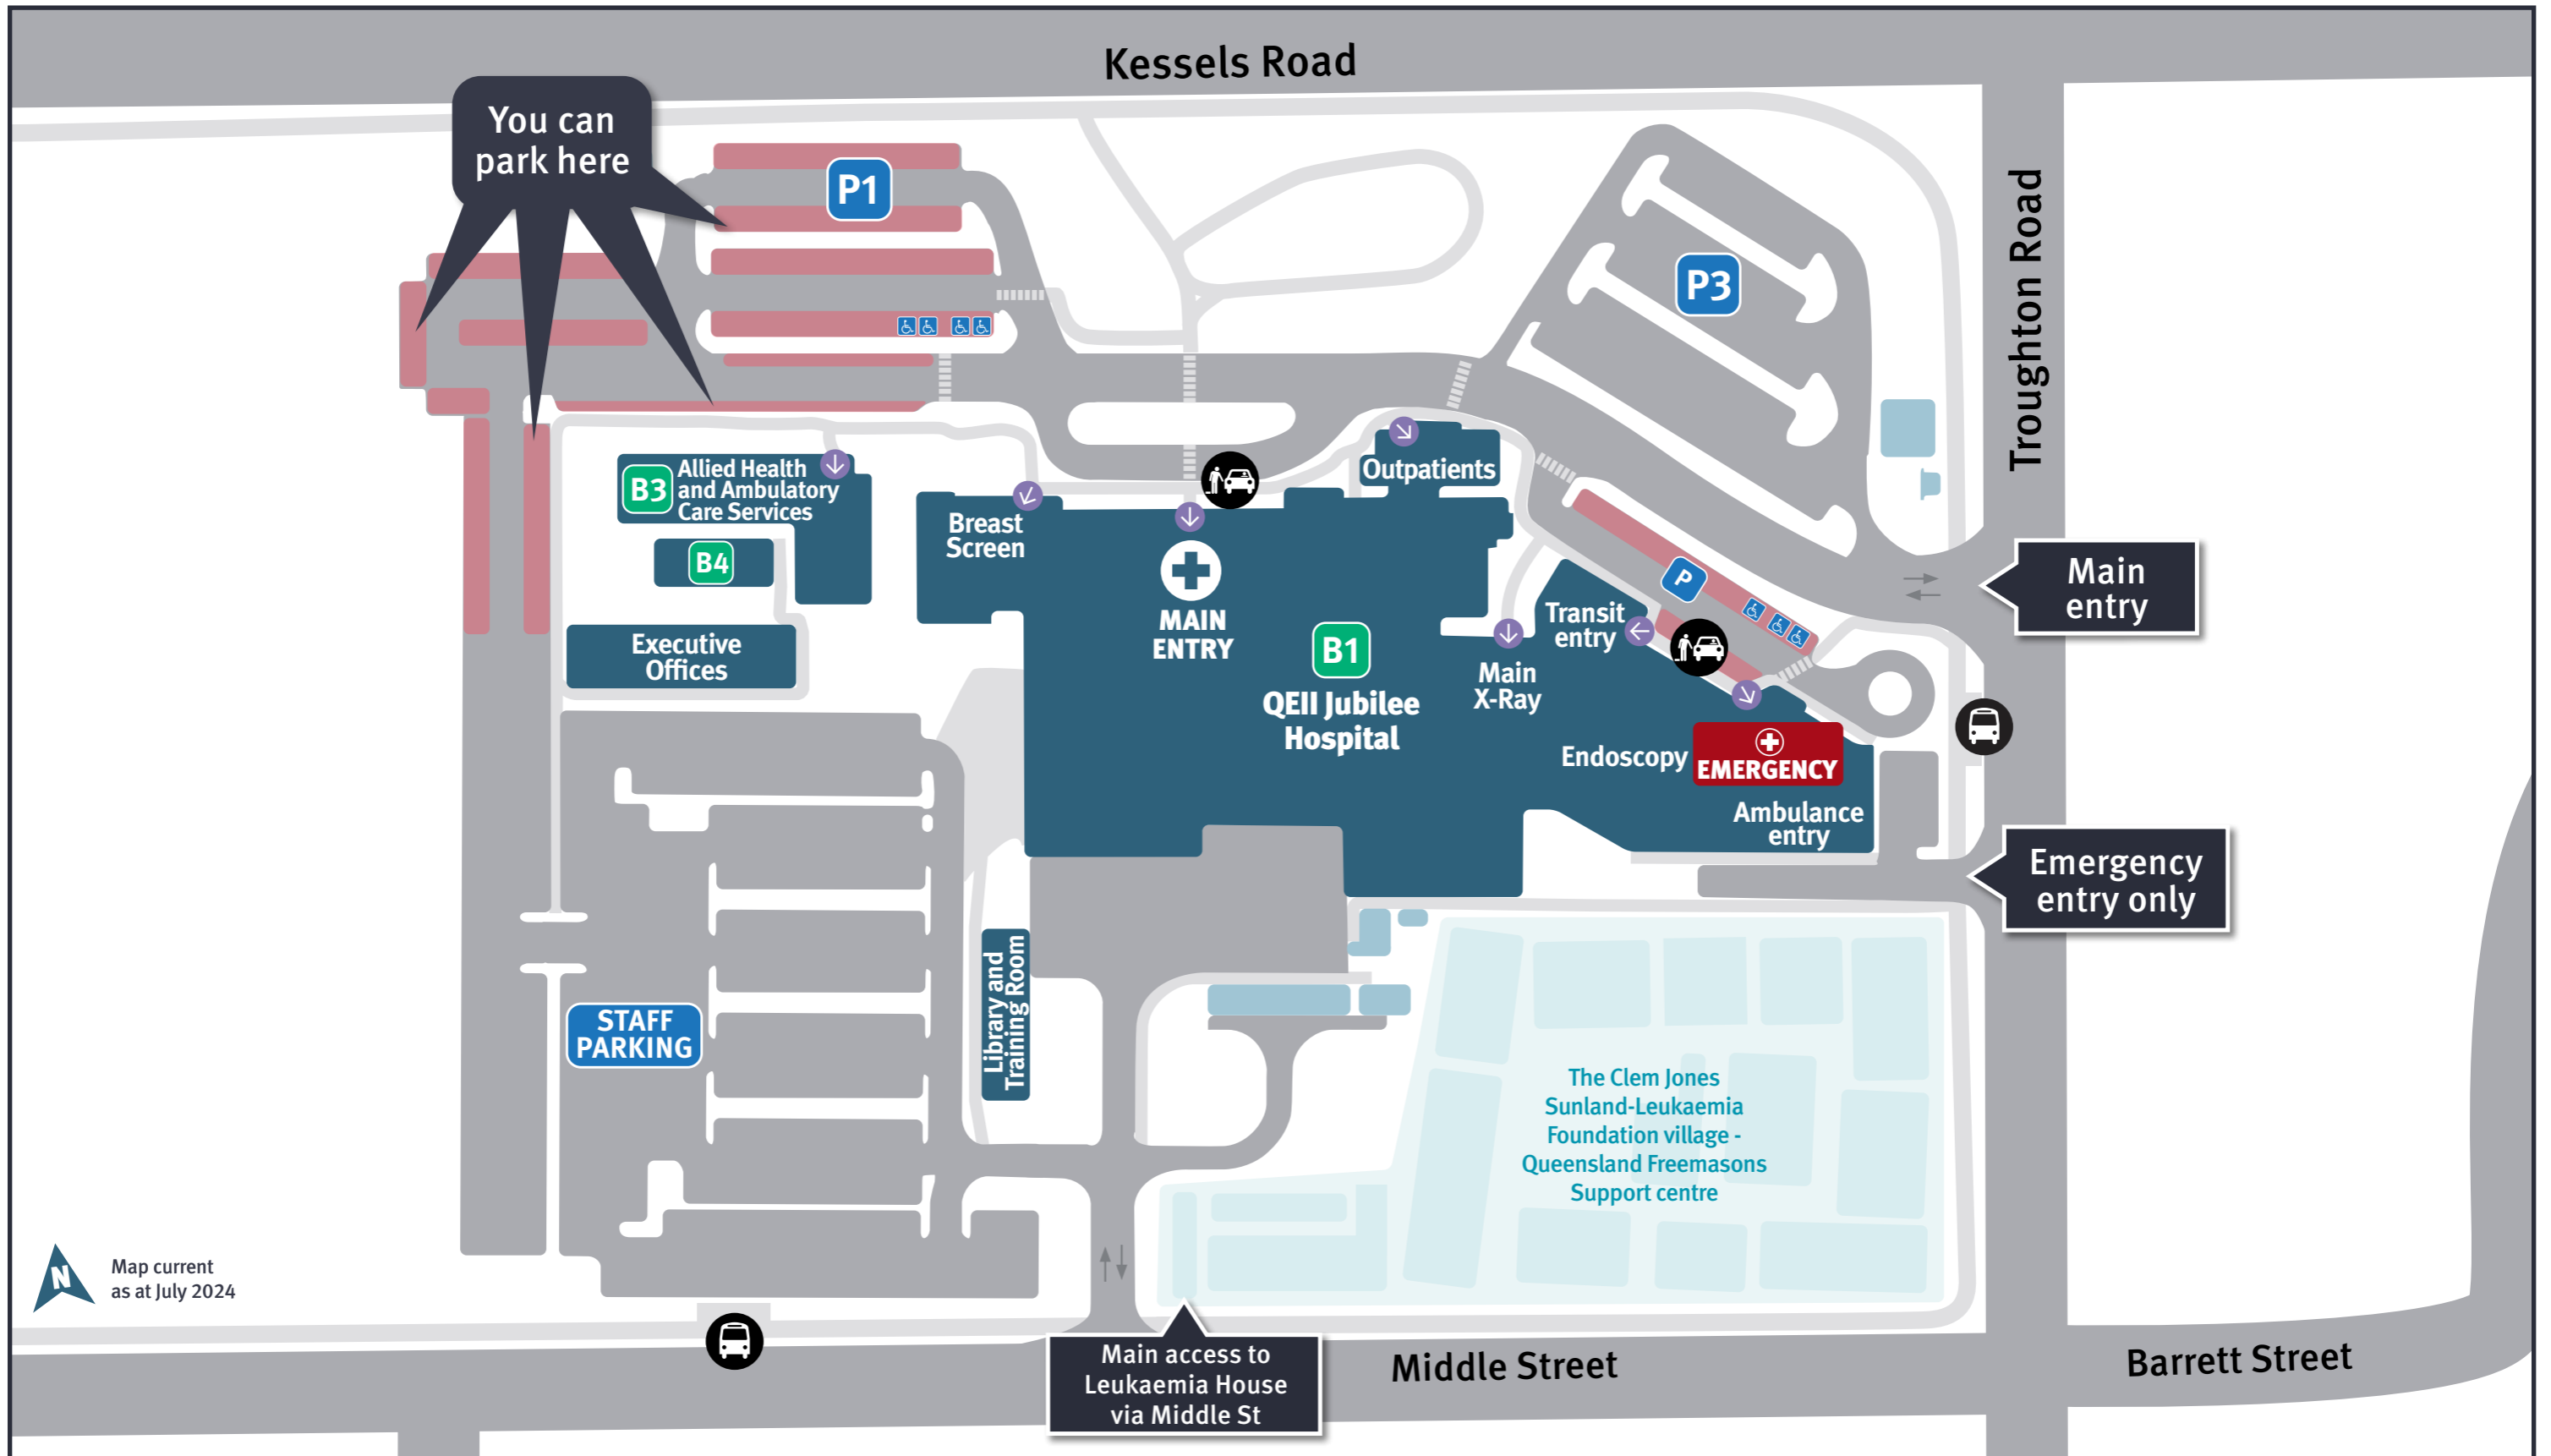 Kessels Road
You can
park here
P1
P3
Troughton Road
Outpatients
B3
Allied Health
and Ambulatory
Care Services
Breast
Screen
B4
P
Main
entry
MAIN
ENTRY
Transit
entry
Executive
Offices
B1
Main
X-Ray
QEII Jubilee
Hospital
Endoscopy
EMERGENCY
Ambulance
entry
Emergency
entry only
Library and
Training Room
STAFF
PARKING
The Clem Jones
Sunland-Leukaemia
Foundation village -
Queensland Freemasons
Support centre
N
Map current
as at July 2024
Main access to
Leukaemia House
via Middle St
Middle Street
Barrett Street